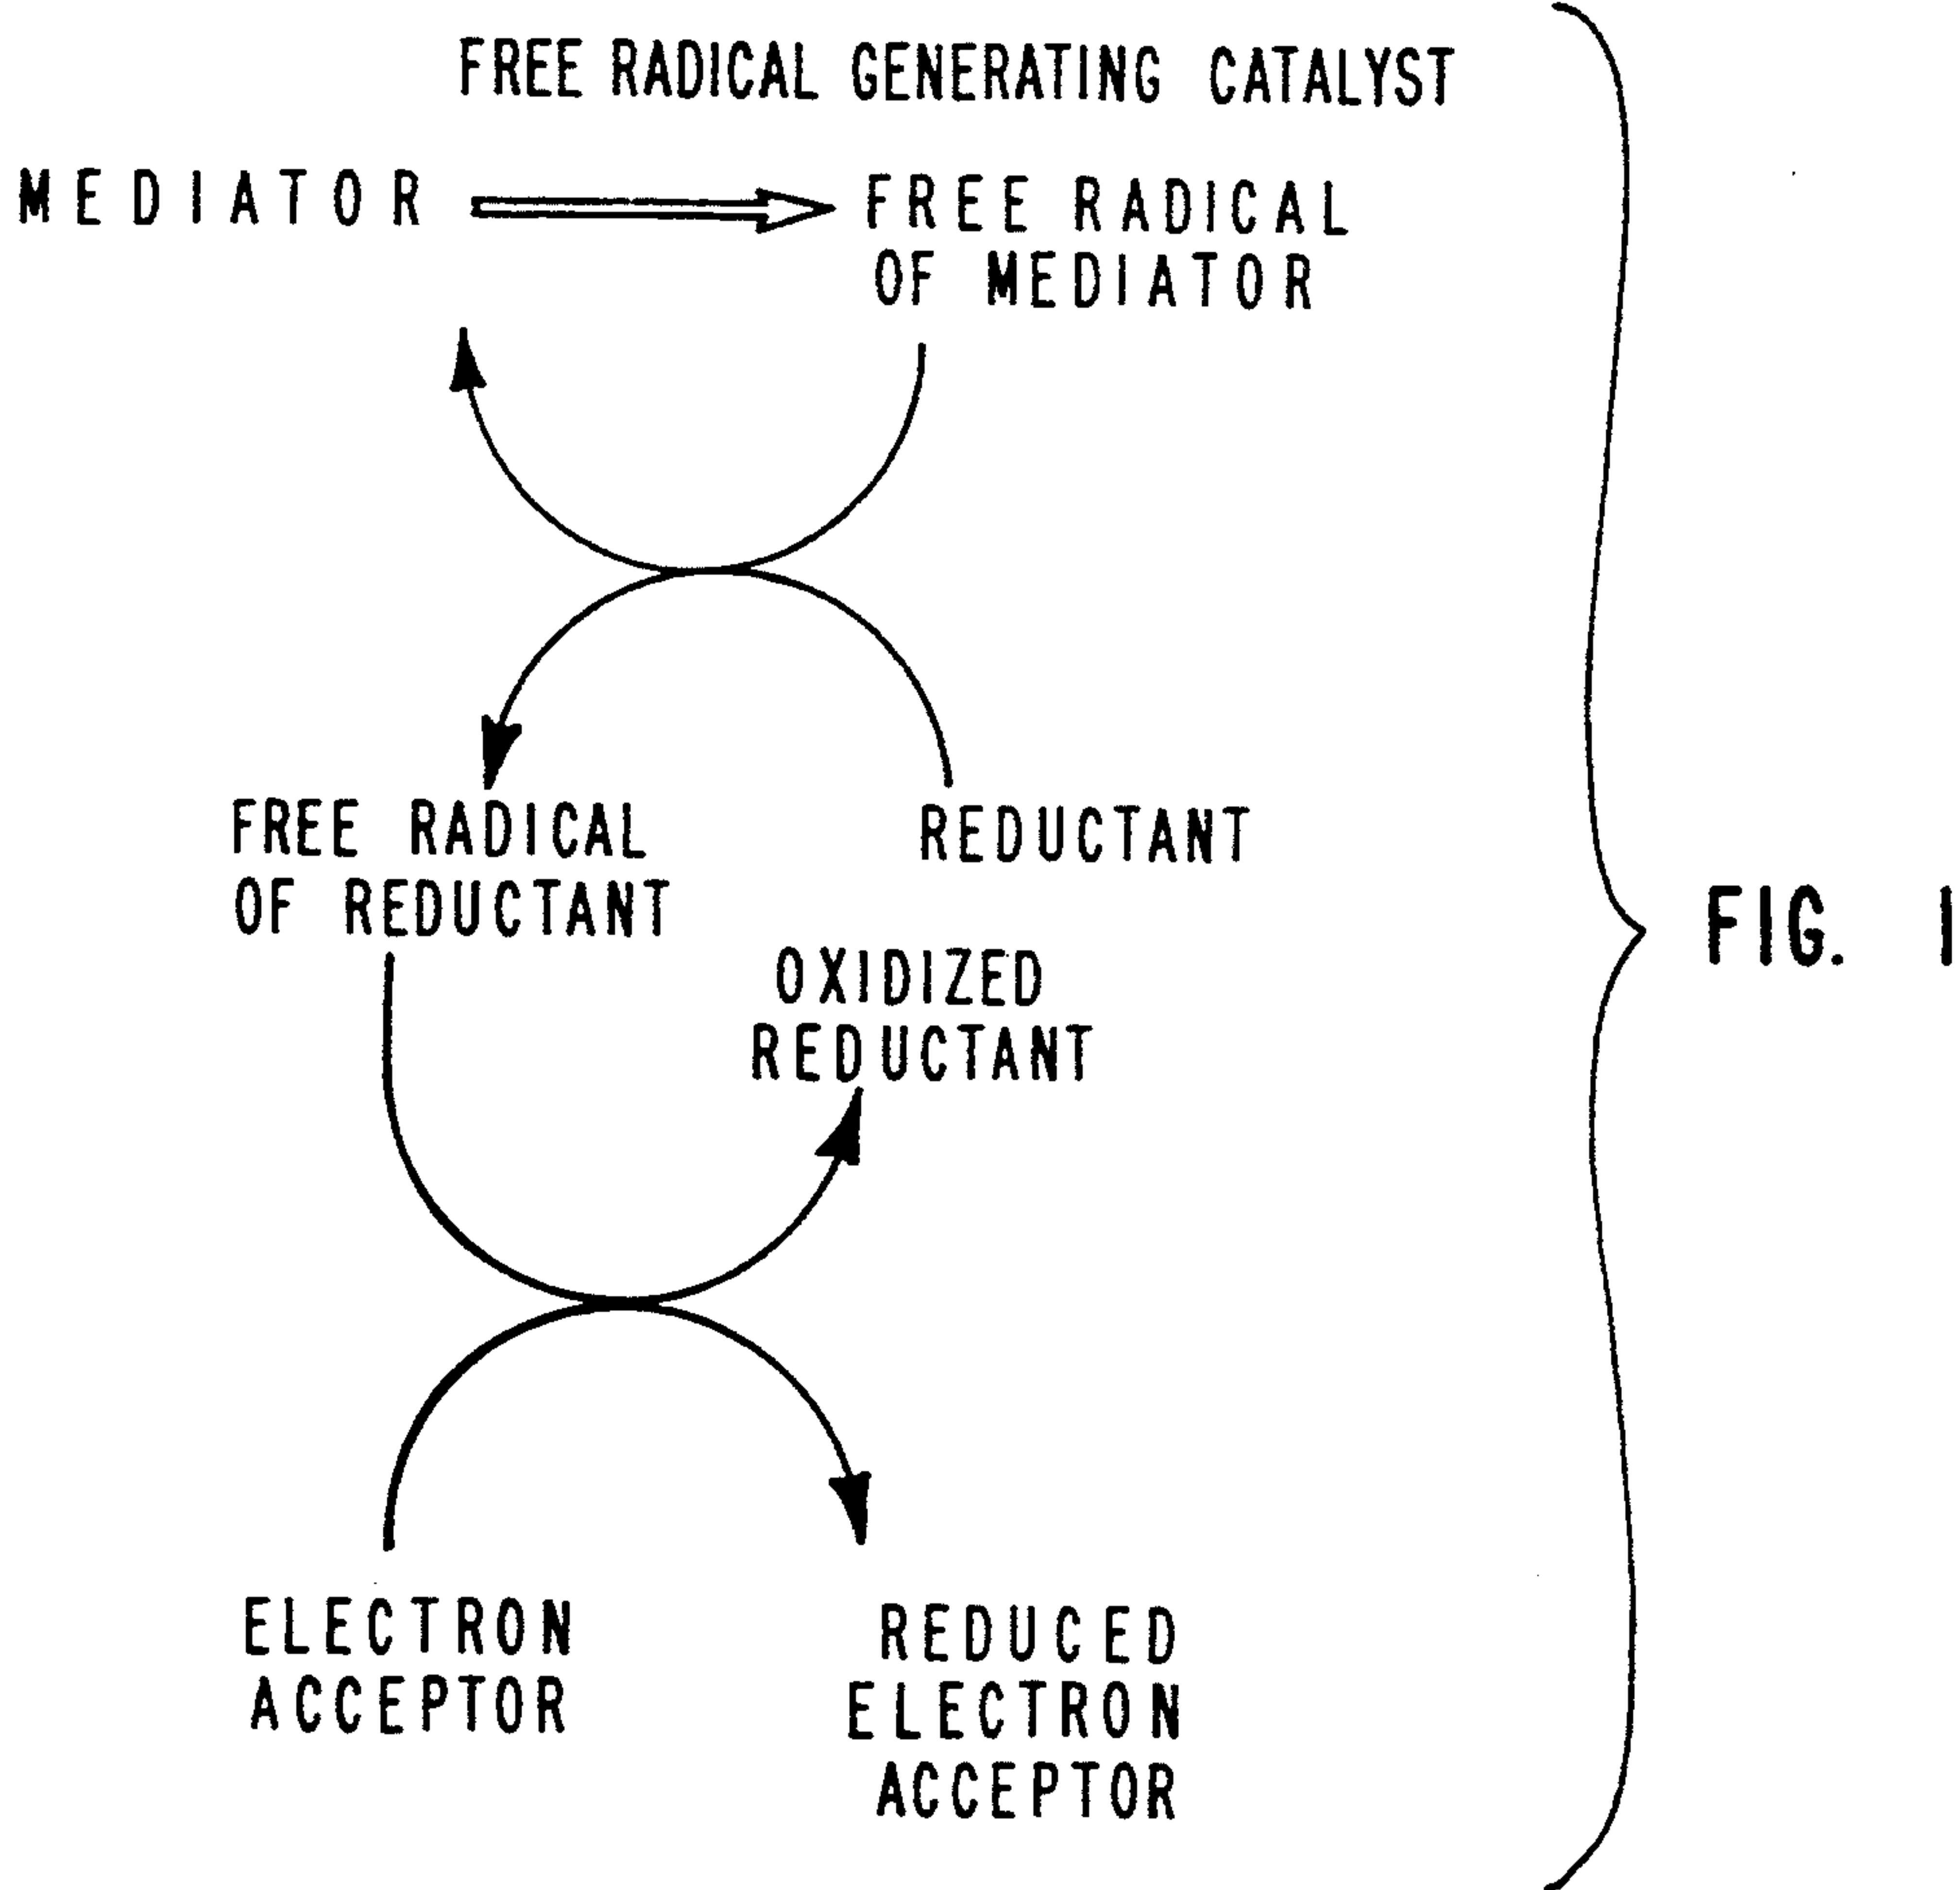 FREE RADICAL GENERATING CATALYST
MEDIATOR
FREE RADICAL
OF MEDIATOR
FREE RADICAL
OF REDUCTANT
REDUCTANT
OXIDIZED
REDUCTANT
FIG. 1
ELECTRON
ACCEPTOR
REDUCED
ELECTRON
ACCEPTOR